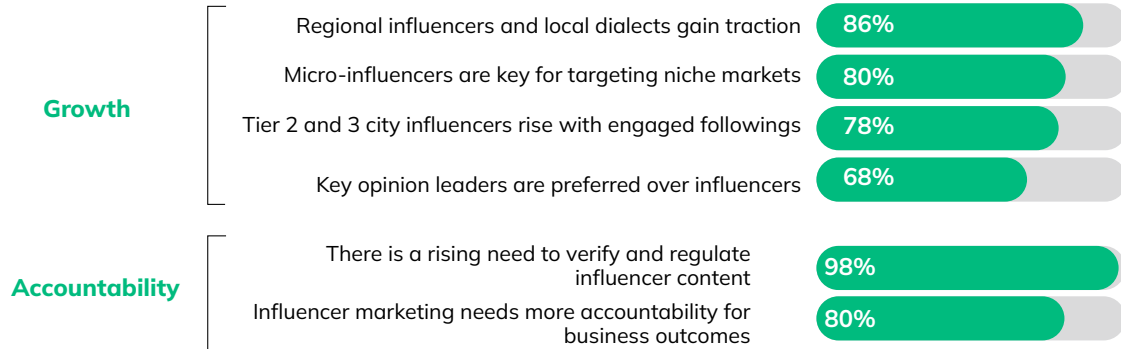 Growth
Regional influencers and local dialects gain traction
86%
Micro-influencers are key for targeting niche markets
80%
Tier 2 and 3 city influencers rise with engaged followings
78%
Key opinion leaders are preferred over influencers
68%
Accountability
There is a rising need to verify and regulate
influencer content
98%
Influencer marketing needs more accountability for
business outcomes
80%